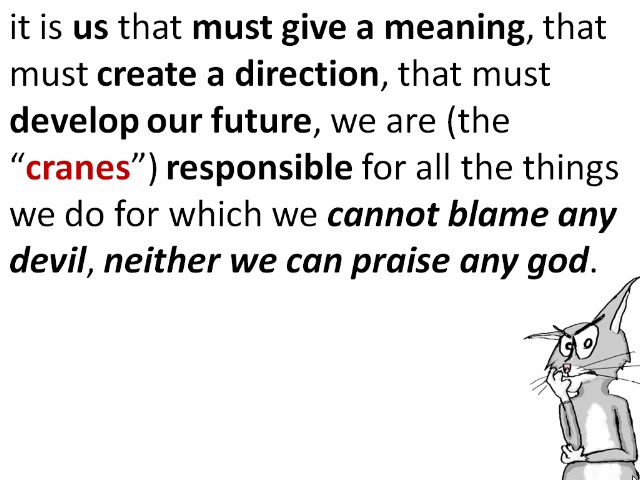 it is us that must give a meaning, that
must create a direction, that must
develop our future, we are (the
“cranes”) responsible for all the things
we do for which we cannot blame any
devil, neither we can praise any god.